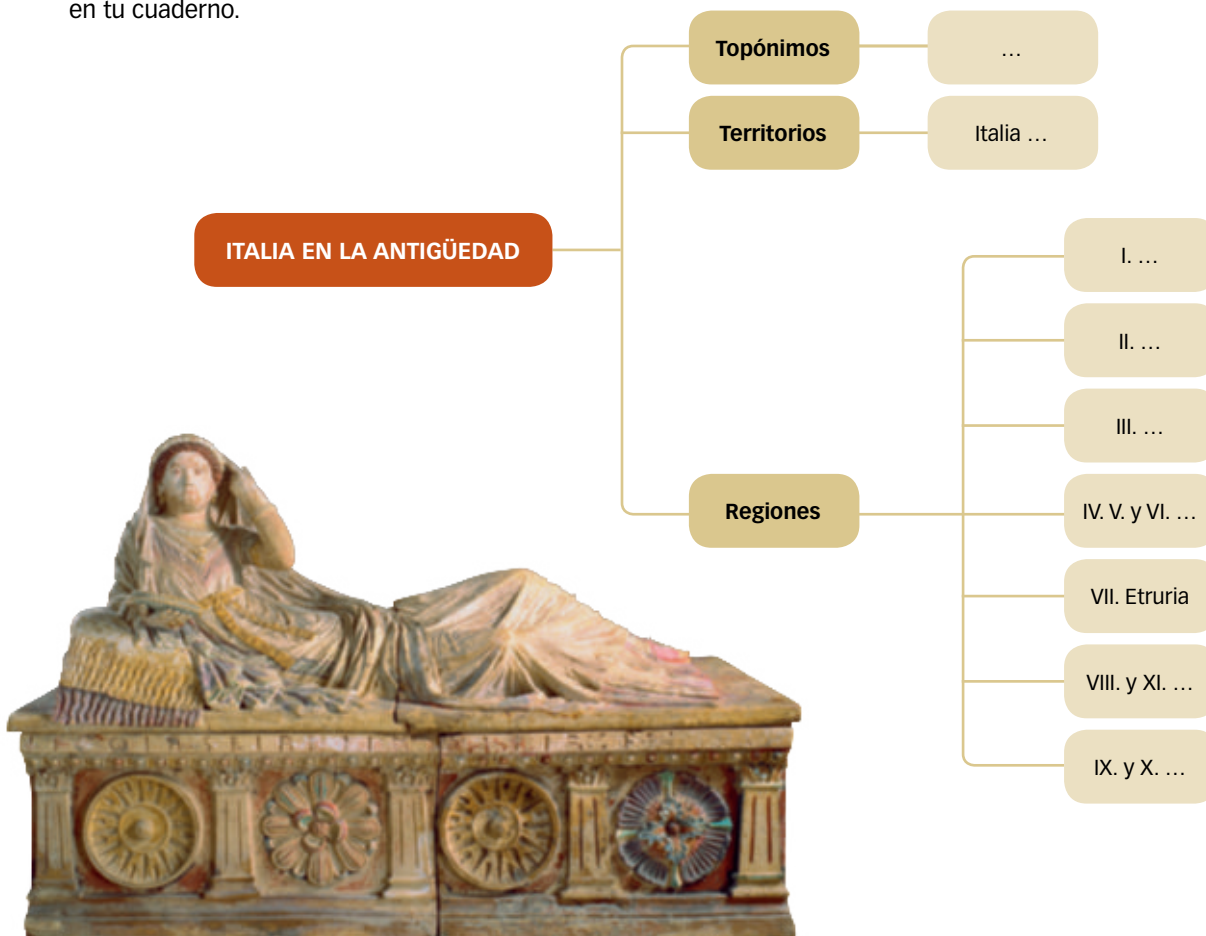 en tu cuaderno.
Topónimos
…
Territorios
Italia …
ITALIA EN LA ANTIGÜEDAD
Regiones
I. …
II. …
III. …
IV. V. y VI. …
VII. Etruria
VIII. y XI. …
IX. y X. …